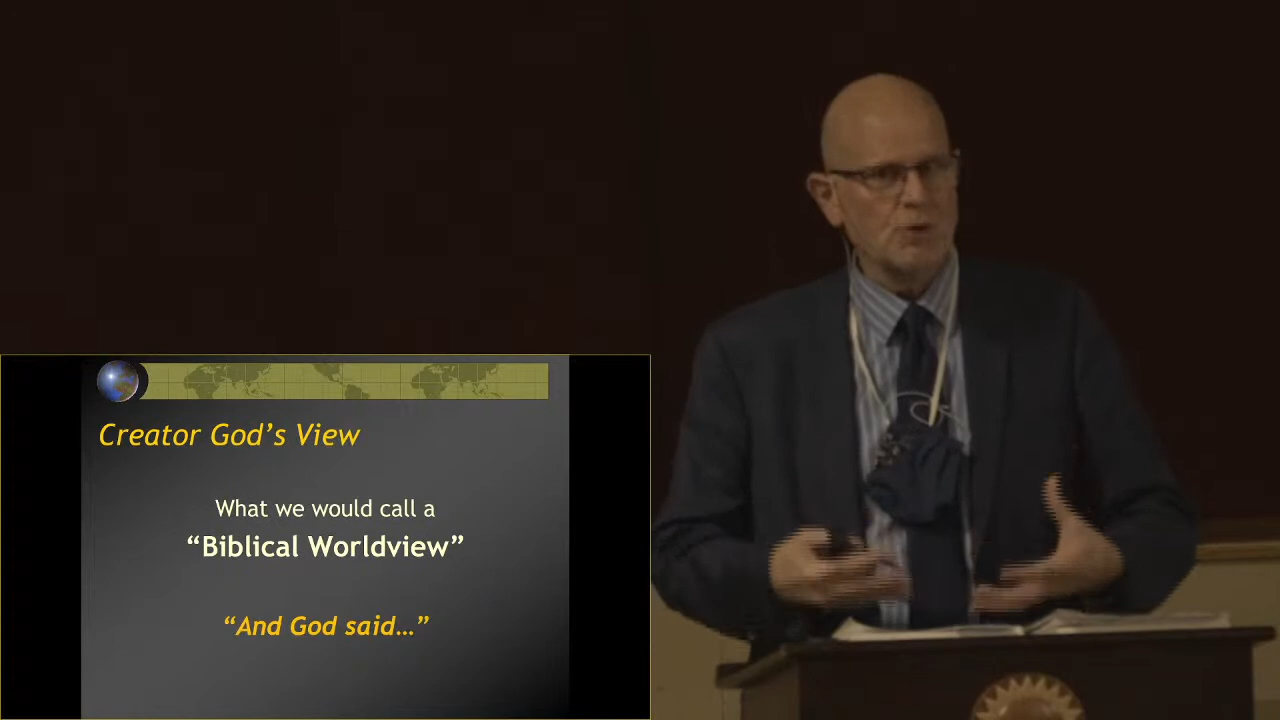 Creator God’s View
What we would call a
“Biblical Worldview”
“And God said…”